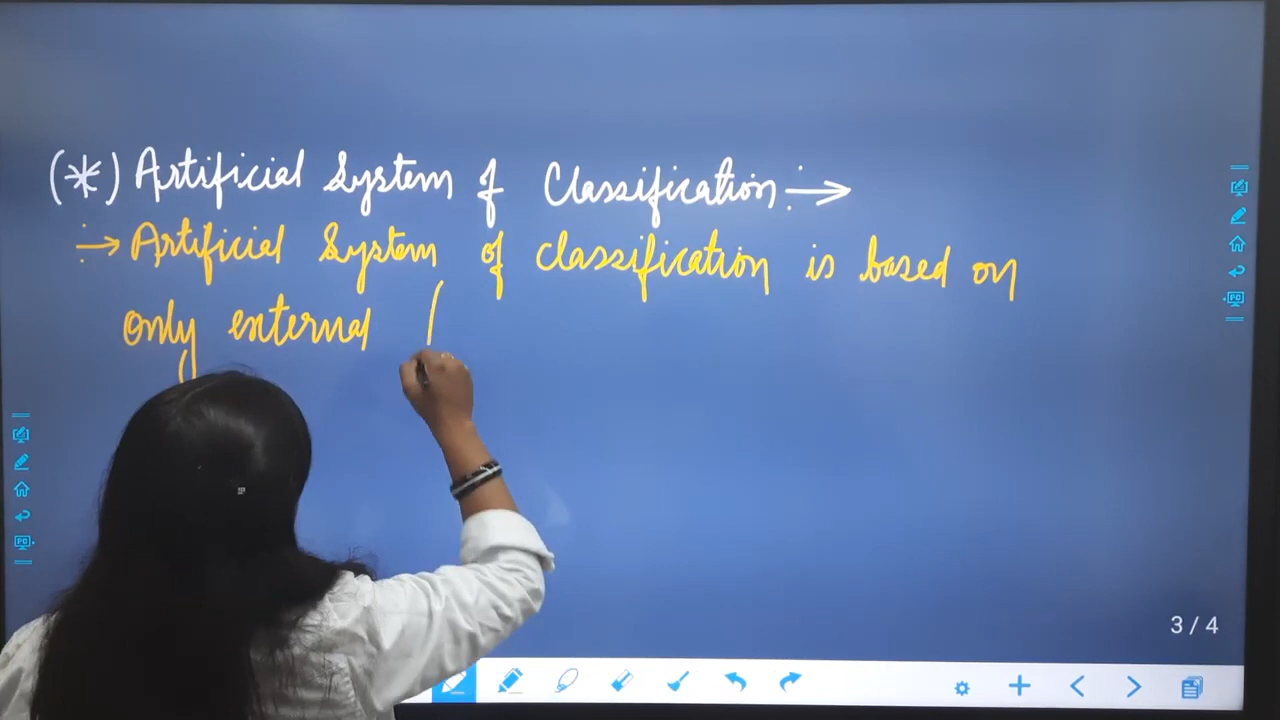 (*) Artificial System of Classification :→
:→ Artificial System of classification is based on
only external (
3 / 4